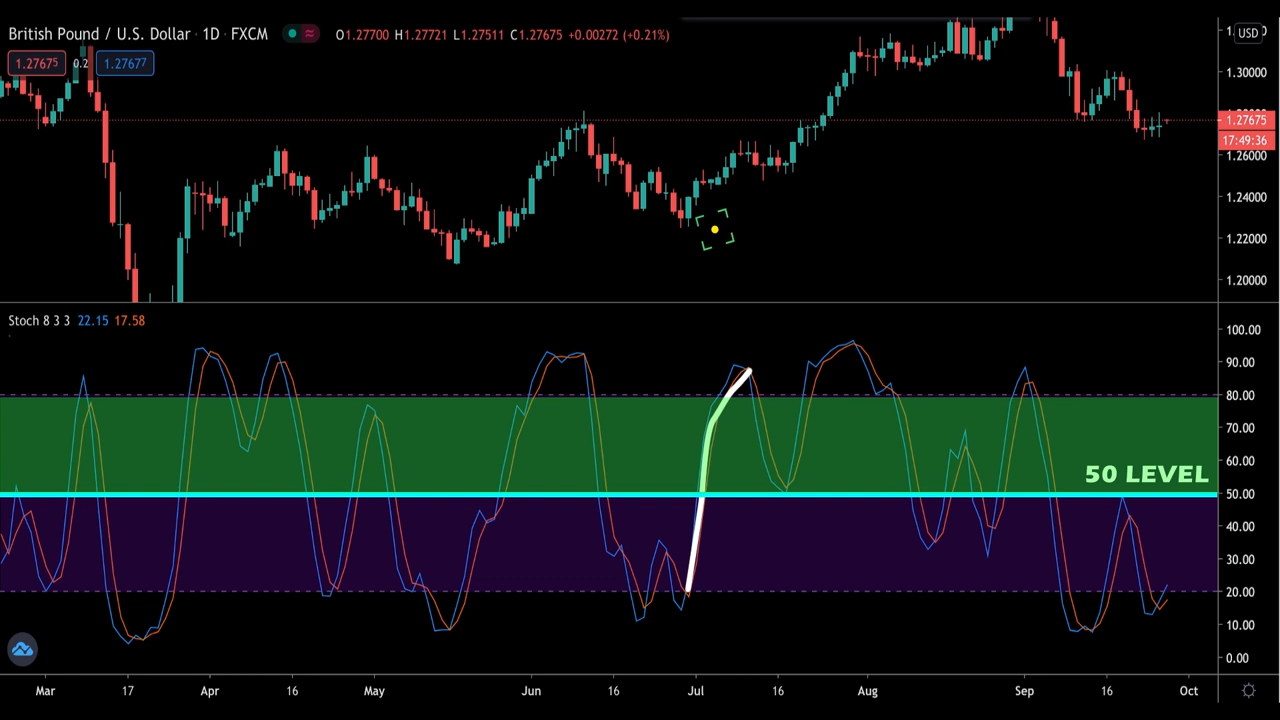 British Pound / U.S. Dollar · 1D · FXCM
O1.27700 H1.27721 L1.27511 C1.27675 +0.00272 (+0.21%)
1.27675 0.2 1.27677
USD
1.30000
1.27675
17:49:36
1.26000
1.24000
1.22000
1.20000
Stoch 8 3 3 22.15 17.58
100.00
90.00
80.00
70.00
60.00
50 LEVEL
50.00
40.00
30.00
20.00
10.00
0.00
Mar 17 Apr 16 May Jun 16 Jul 16 Aug Sep 16 Oct